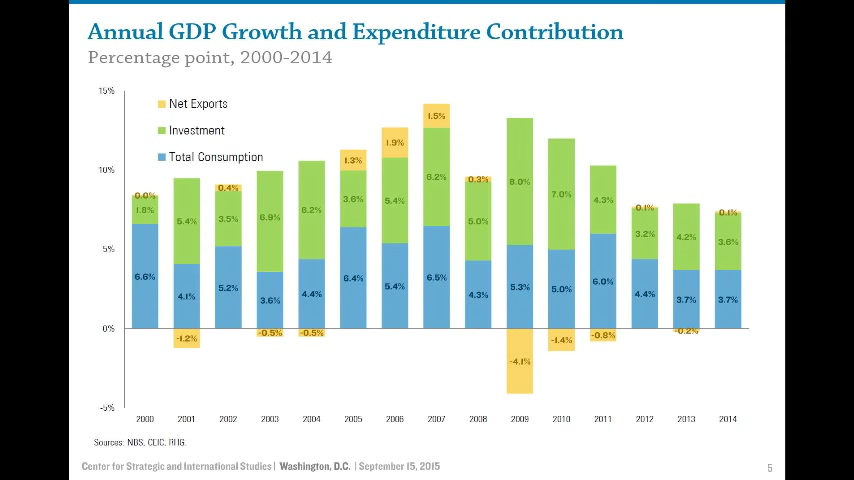 Annual GDP Growth and Expenditure Contribution
Percentage point, 2000-2014
15%
Net Exports
Investment
Total Consumption
10%
5%
0%
-5%
0.0% 0.4% 1.3% 1.9% 1.5% 0.3% 0.1% 0.1%
1.8% 5.4% 3.5% 6.9% 6.2% 3.6% 5.4% 6.2% 5.0% 8.0% 7.0% 4.3% 3.2% 4.2% 3.6%
6.6% 4.1% 5.2% 3.6% 4.4% 6.4% 5.4% 6.5% 4.3% 5.3% 5.0% 6.0% 4.4% 3.7% 3.7%
-1.2% -0.5% -0.5% -4.1% -1.4% -0.8% -0.2%
2000 2001 2002 2003 2004 2005 2006 2007 2008 2009 2010 2011 2012 2013 2014
Sources: NBS, CEIC, RHG.
Center for Strategic and International Studies | Washington, D.C. | September 15, 2015
5